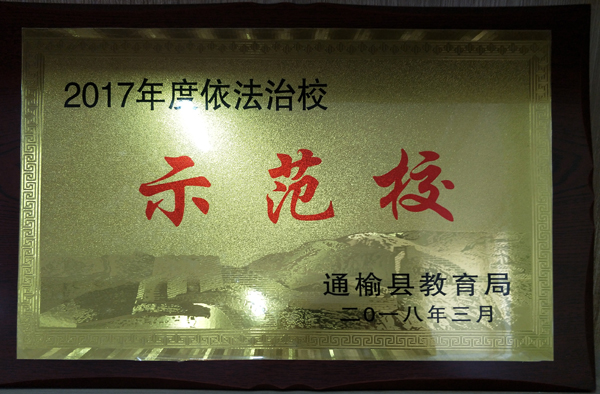 2017年度依法治校
示范校
通榆县教育局
二〇一八年三月